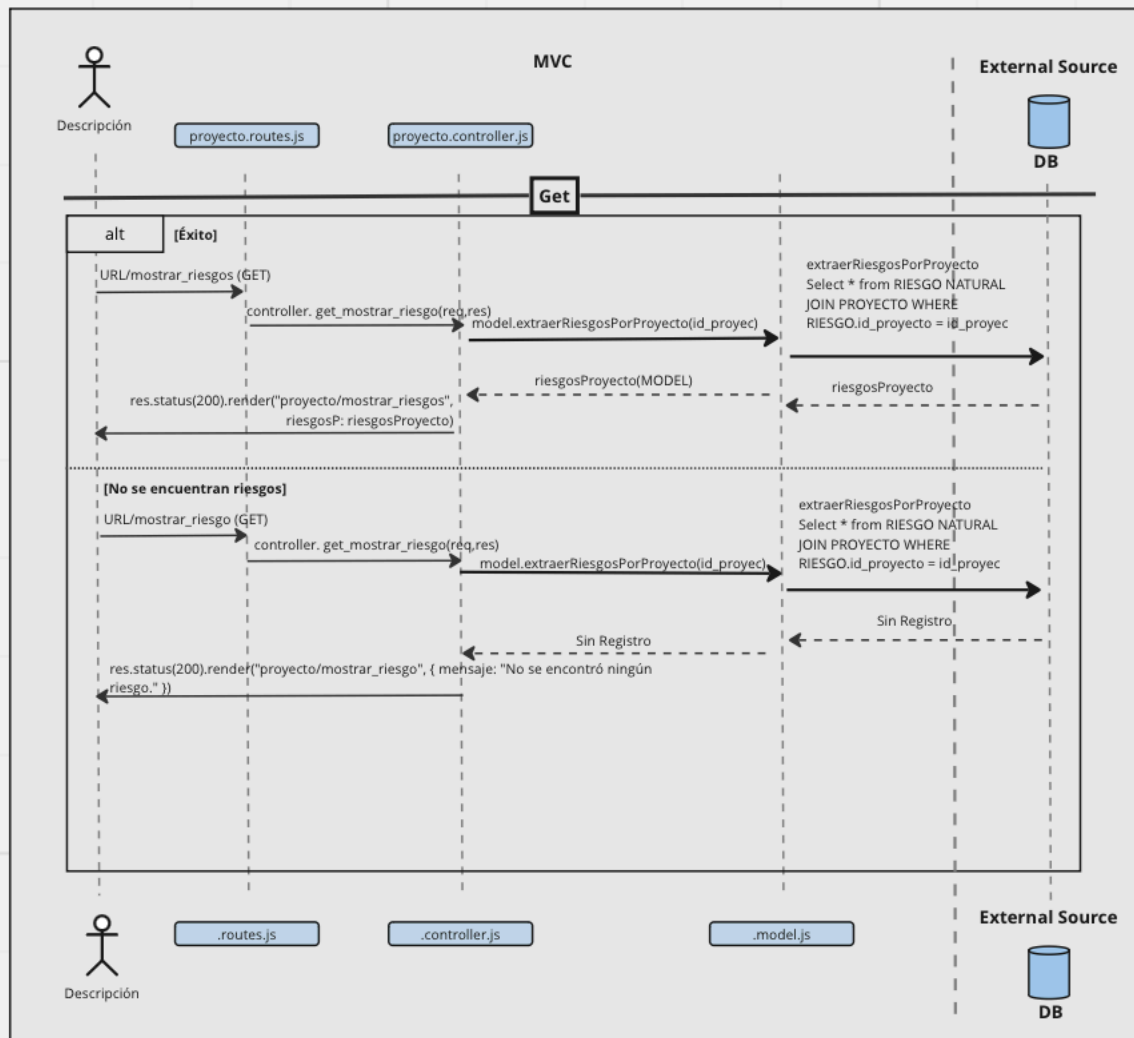 MVC
External Source
Descripción
proyecto.routes.js
proyecto.controller.js
DB
Get
alt
[Éxito]
URL/mostrar_riesgos (GET)
controller. get_mostrar_riesgo(req,res)
model.extraerRiesgosPorProyecto(id_proyec)
extraerRiesgosPorProyecto
Select * from RIESGO NATURAL
JOIN PROYECTO WHERE
RIESGO.id_proyecto = id_proyec
riesgosProyecto(MODEL)
riesgosProyecto
res.status(200).render("proyecto/mostrar_riesgos",
riesgosP: riesgosProyecto)
[No se encuentran riesgos]
URL/mostrar_riesgo (GET)
controller. get_mostrar_riesgo(req,res)
model.extraerRiesgosPorProyecto(id_proyec)
extraerRiesgosPorProyecto
Select * from RIESGO NATURAL
JOIN PROYECTO WHERE
RIESGO.id_proyecto = id_proyec
Sin Registro
Sin Registro
res.status(200).render("proyecto/mostrar_riesgo", { mensaje: "No se encontró ningún
riesgo." })
.routes.js
.controller.js
.model.js
External Source
Descripción
DB